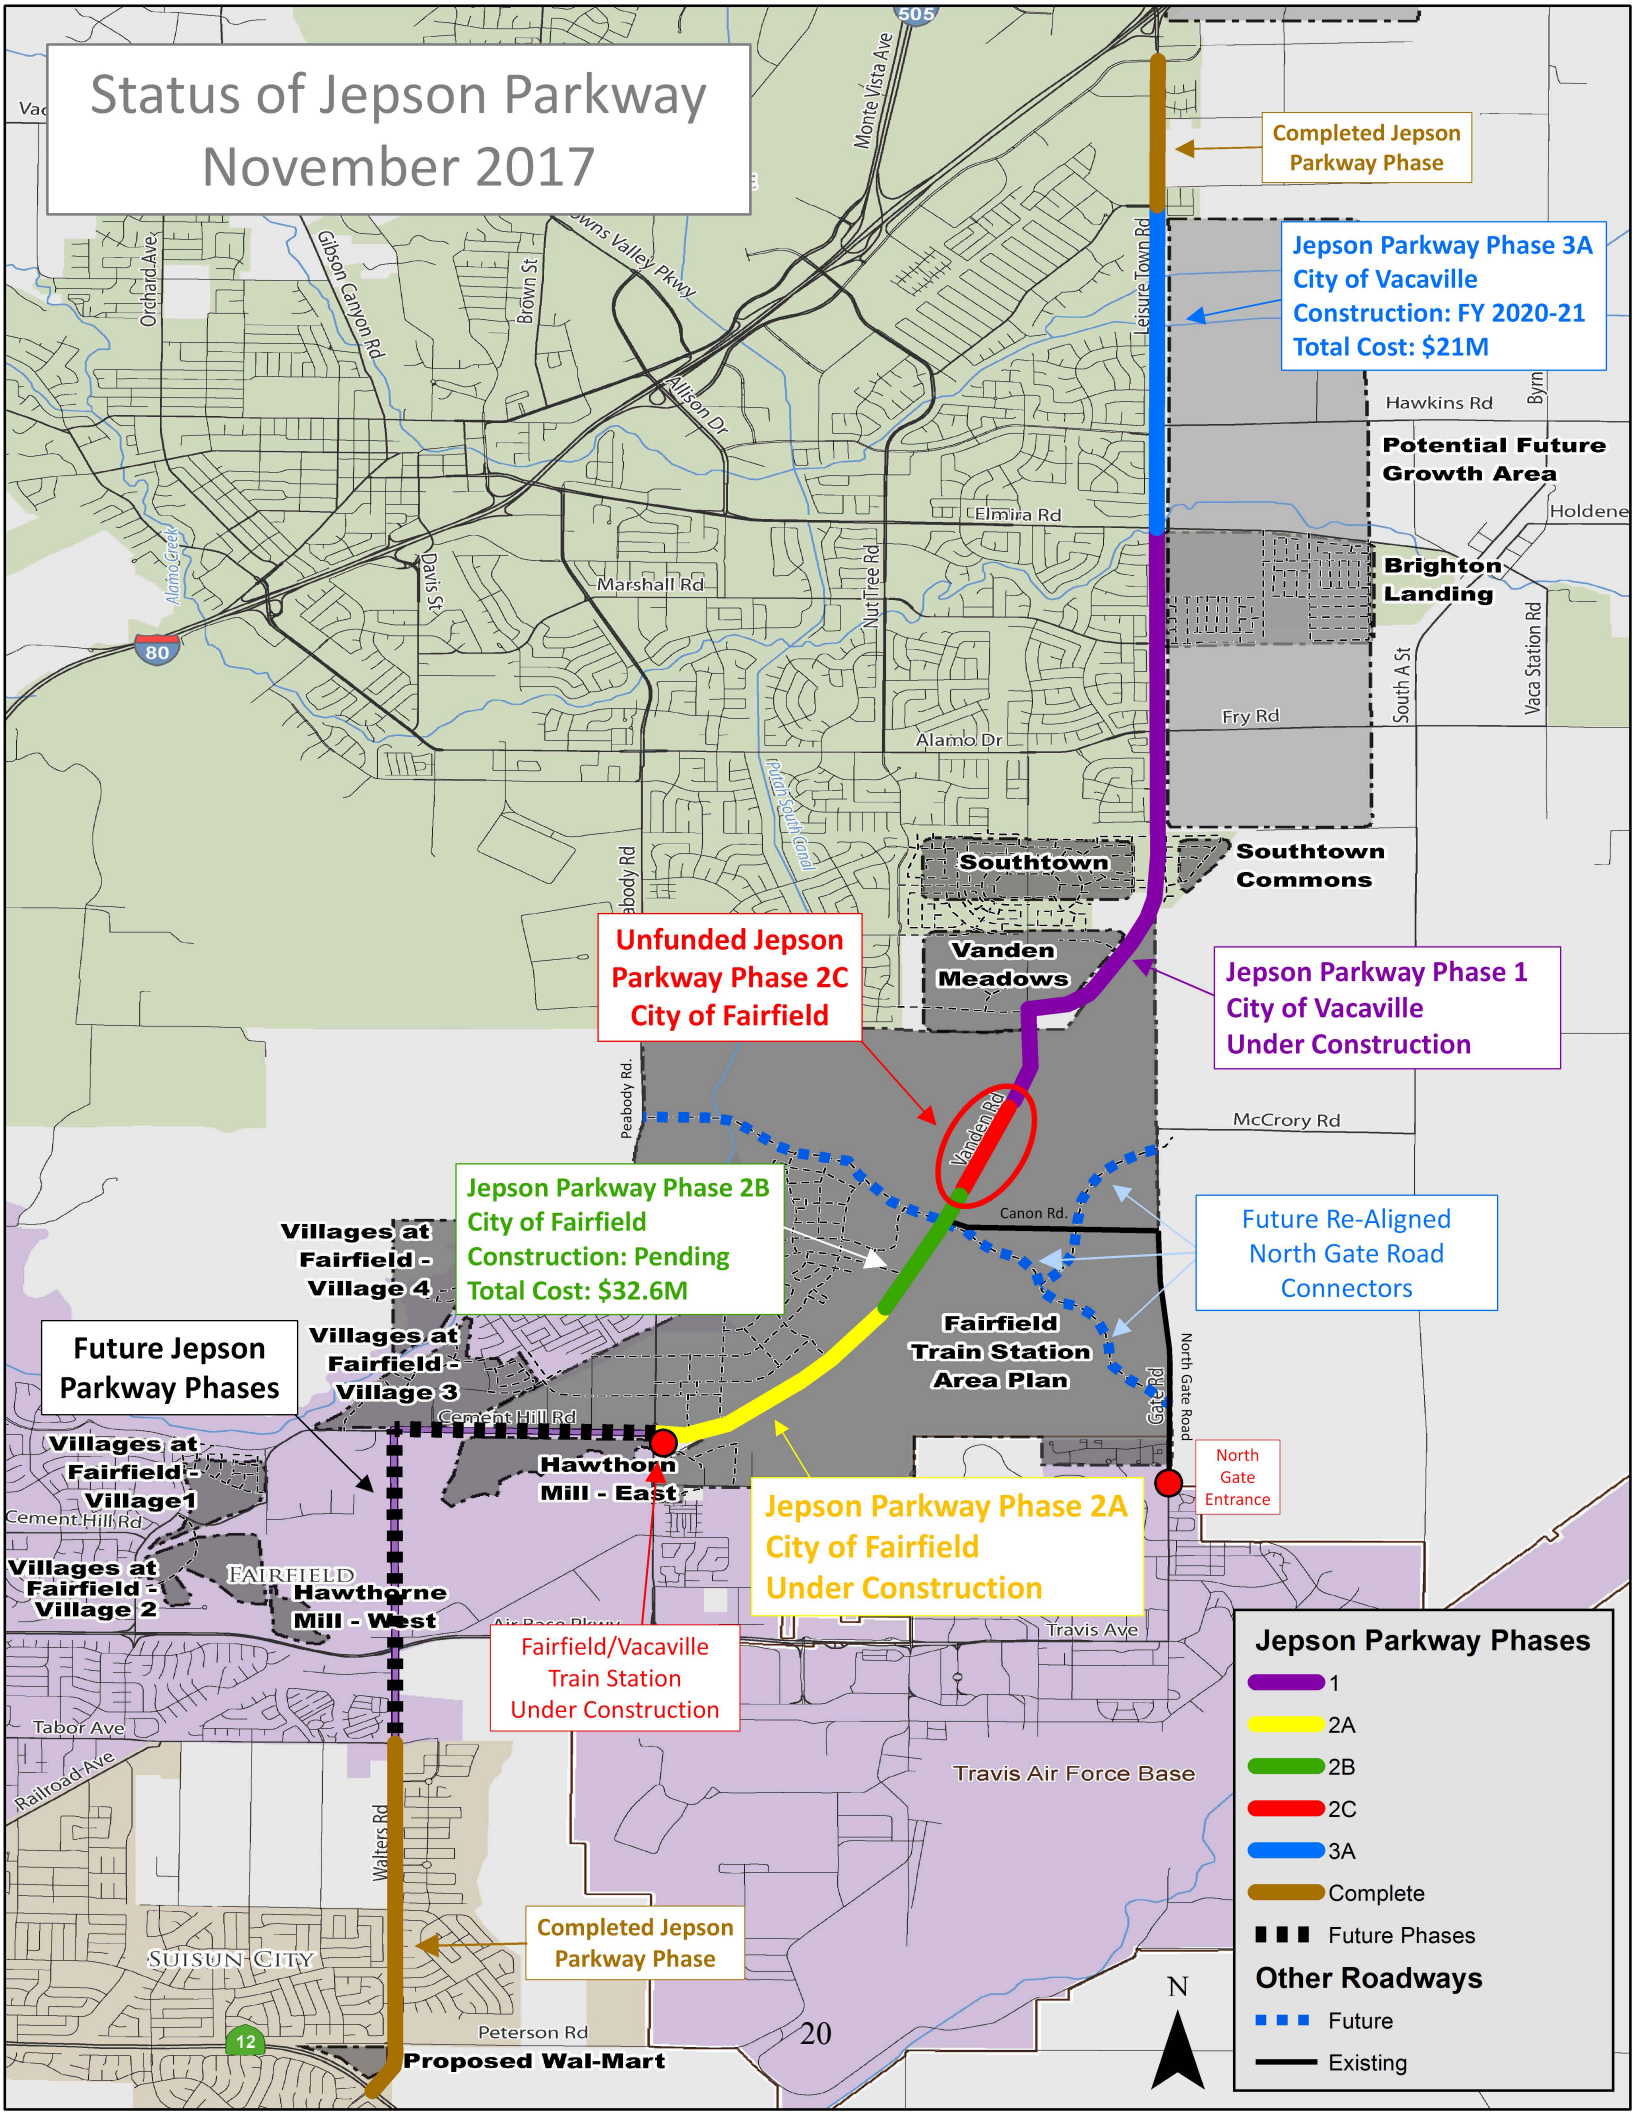 Status of Jepson Parkway
November 2017
505
Monte Vista Ave
Completed Jepson
Parkway Phase
Jepson Parkway Phase 3A
City of Vacaville
Construction: FY 2020-21
Total Cost: $21M
Orchard Ave
Gibson Canyon Rd
Brown St
owns Valley Pkwy
Leisure Town Rd
Allison Dr
Hawkins Rd
Byrn
Potential Future
Growth Area
Elmira Rd
Holdene
Alamo Creek
Davis St
Marshall Rd
Nut Tree Rd
Brighton
Landing
80
South A St
Vaca Station Rd
Fry Rd
Alamo Dr
Putah South Canal
abody Rd
Southtown
Southtown
Commons
Unfunded Jepson
Parkway Phase 2C
City of Fairfield
Vanden
Meadows
Jepson Parkway Phase 1
City of Vacaville
Under Construction
Peabody Rd.
Vanden Rd
McCrory Rd
Jepson Parkway Phase 2B
City of Fairfield
Construction: Pending
Total Cost: $32.6M
Canon Rd.
Future Re-Aligned
North Gate Road
Connectors
Villages at
Fairfield -
Village 4
Villages at
Fairfield -
Village 3
Future Jepson
Parkway Phases
Fairfield
Train Station
Area Plan
North Gate Road
Gate Rd
Cement Hill Rd
Villages at
Fairfield -
Village1
Hawthorn
Mill - East
North
Gate
Entrance
Cement Hill Rd
Jepson Parkway Phase 2A
City of Fairfield
Under Construction
Villages at
Fairfield -
Village 2
FAIRFIELD
Hawthorne
Mill - West
Air Base Pkwy
Travis Ave
Fairfield/Vacaville
Train Station
Under Construction
Tabor Ave
Railroad Ave
Walters Rd
Travis Air Force Base
Completed Jepson
Parkway Phase
SUISUN CITY
12
Peterson Rd
Proposed Wal-Mart
20
N
Jepson Parkway Phases
1
2A
2B
2C
3A
Complete
Future Phases
Other Roadways
Future
Existing